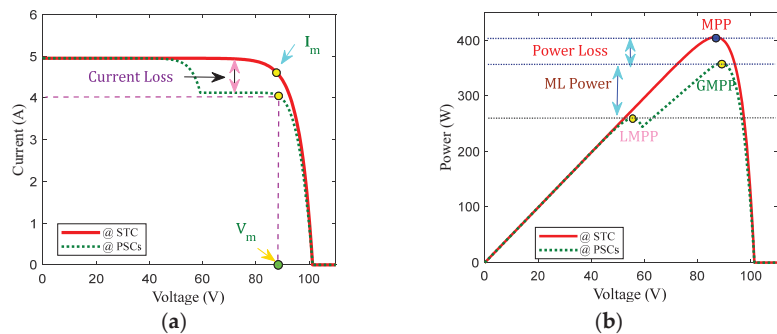 6
5
4
3
2
1
0
Current (A)
I_m
Current Loss
V_m
@ STC
@ PSCs
0 20 40 60 80 100
Voltage (V)
(a)
400
300
200
100
0
Power (W)
MPP
Power Loss
ML Power
GMPP
LMPP
@ STC
@ PSCs
0 20 40 60 80 100
Voltage (V)
(b)